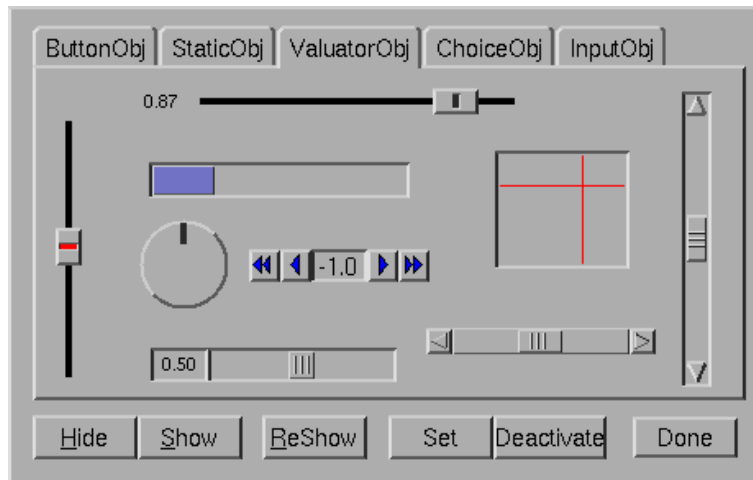 ButtonObj StaticObj ValuatorObj ChoiceObj InputObj
0.87
-1.0
0.50
Hide Show ReShow Set Deactivate Done